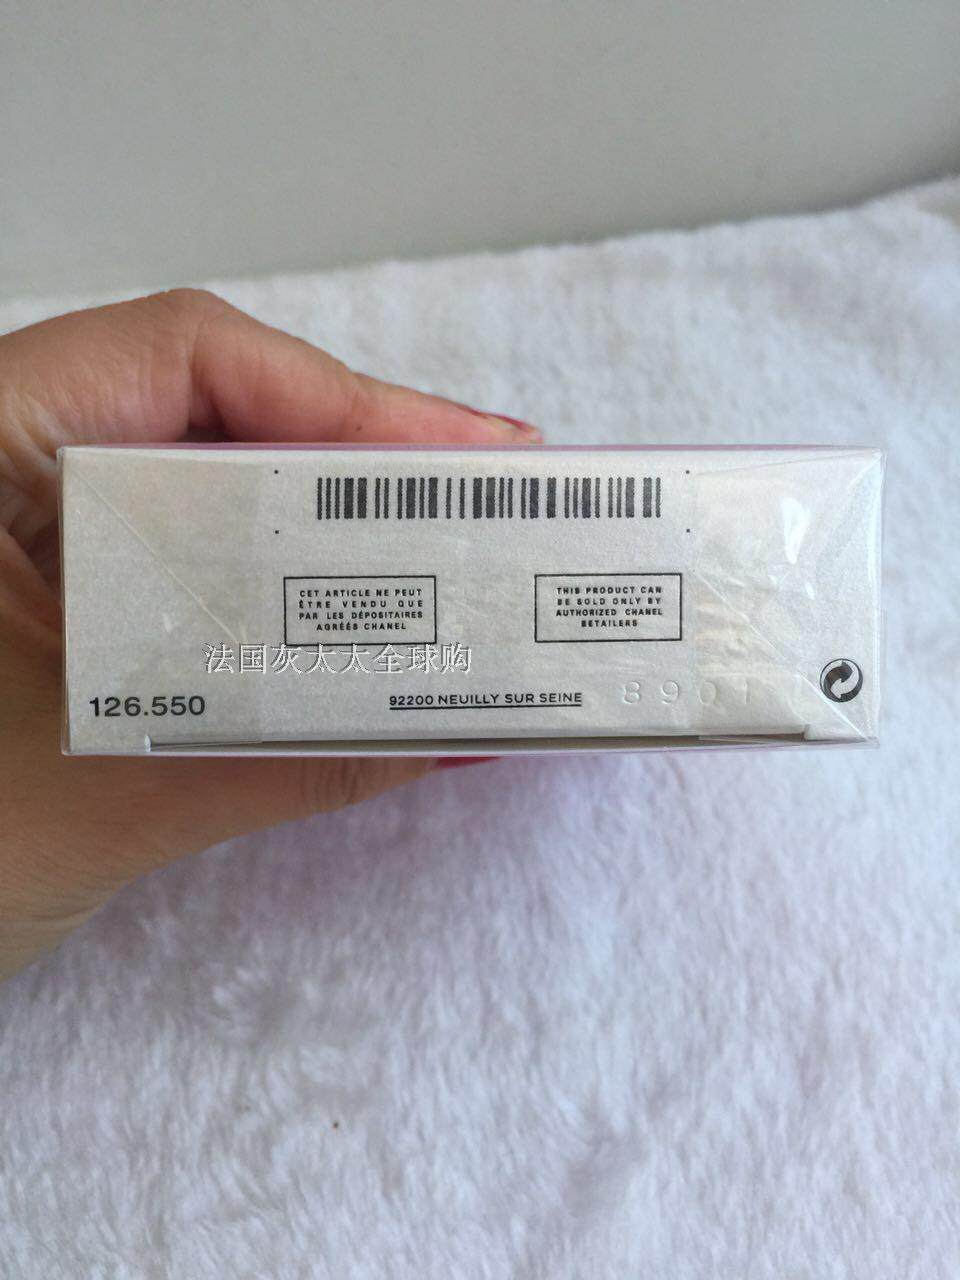 CET ARTICLE NE PEUT
ÊTRE VENDU QUE
PAR LES DÉPOSITAIRES
AGRÉÉS CHANEL
THIS PRODUCT CAN
BE SOLD ONLY BY
AUTHORIZED CHANEL
RETAILERS
法国灰太太全球购
126.550
92200 NEUILLY SUR SEINE
8901